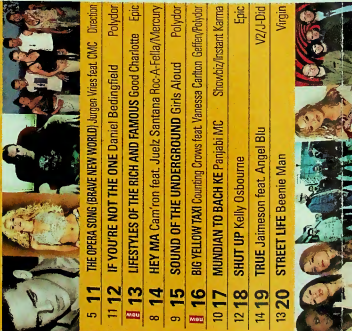 5 11 THE OPERA SONG (BRAVE NEW WORLD) Jurgen Vries feat. CMC Direction
11 12 IF YOU'RE NOT THE ONE Daniel Bedingfield Polydor
NEW 13 LIFESTYLES OF THE RICH AND FAMOUS Good Charlotte Epic
8 14 HEY MA Cam'ron feat. Juelz Santana Roc-A-Fella/Mercury
9 15 SOUND OF THE UNDERGROUND Girls Aloud Polydor
NEW 16 BIG YELLOW TAXI Counting Crows feat. Vanessa Carlton Geffen/Polydor
10 17 MUNDIAN TO BACH KE Panjabi MC Showbiz/Instant Karma
12 18 SHUT UP Kelly Osbourne Epic
14 19 TRUE Jaimeson feat. Angel Blu V2/J-Did
13 20 STREET LIFE Beenie Man Virgin